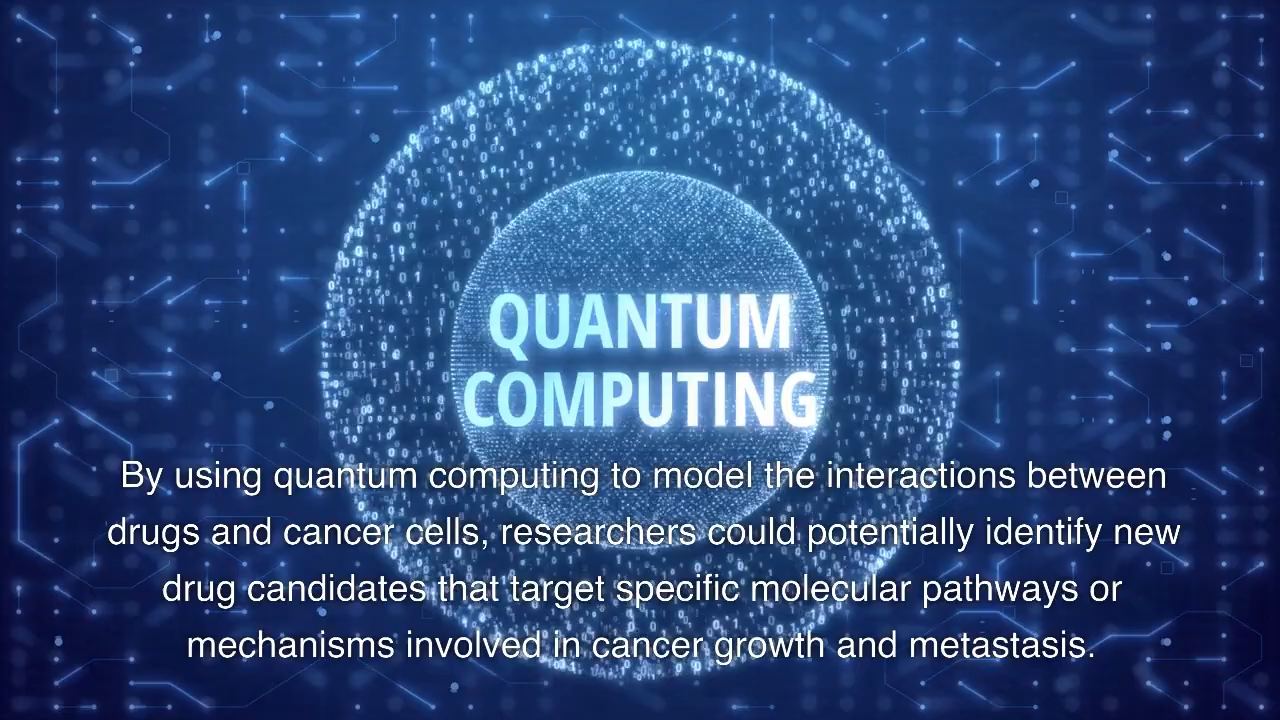 QUANTUM
COMPUTING
By using quantum computing to model the interactions between
drugs and cancer cells, researchers could potentially identify new
drug candidates that target specific molecular pathways or
mechanisms involved in cancer growth and metastasis.